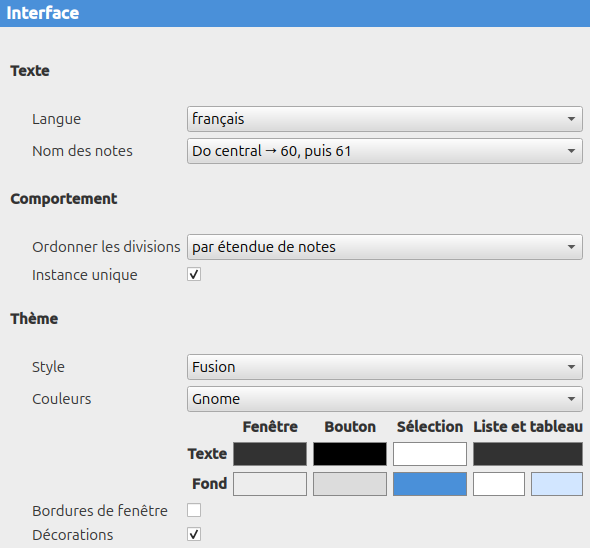 Interface
Texte
Langue français
Nom des notes Do central → 60, puis 61
Comportement
Ordonner les divisions par étendue de notes
Instance unique
Thème
Style Fusion
Couleurs Gnome
Fenêtre Bouton Sélection Liste et tableau
Texte
Fond
Bordures de fenêtre
Décorations